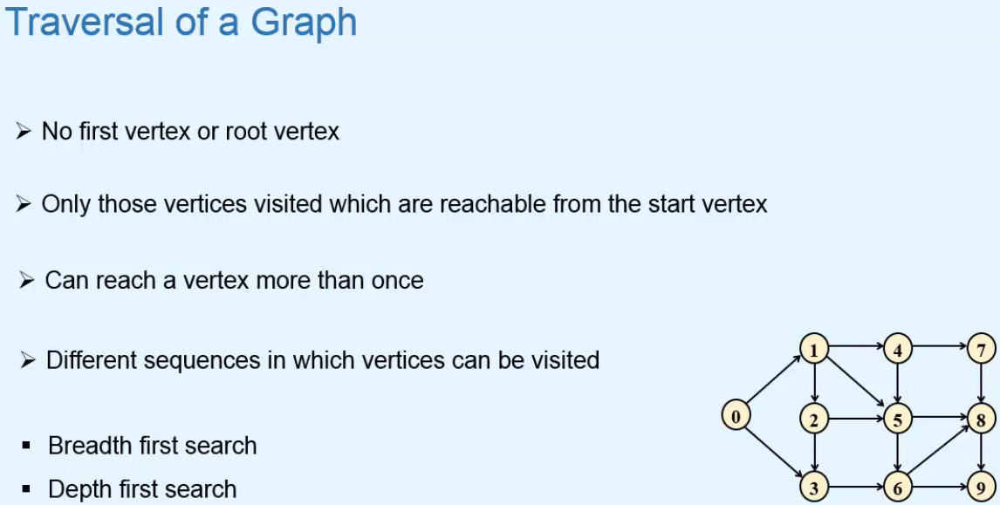 Traversal of a Graph
➢ No first vertex or root vertex
➢ Only those vertices visited which are reachable from the start vertex
➢ Can reach a vertex more than once
➢ Different sequences in which vertices can be visited
▪ Breadth first search
▪ Depth first search
1 4 7
0 2 5 8
3 6 9